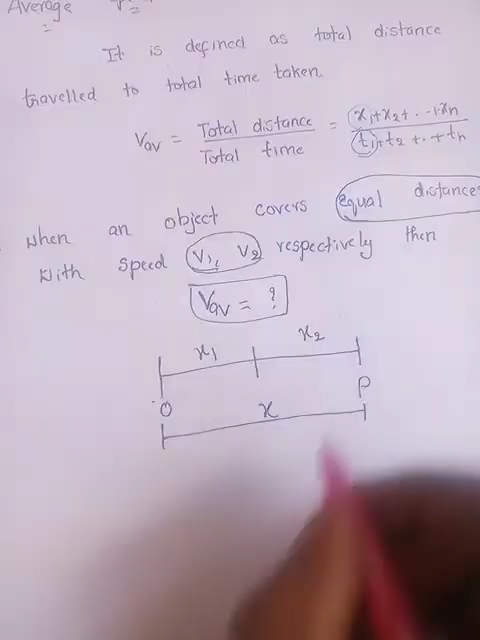 Average V =
It is defined as total distance
travelled to total time taken.
Vav = Total distance / Total time = x1+x2+...+xn / t1+t2+..+tn
when an object covers equal distance
with speed V1, V2 respectively then
Vav = ?
x1 x2
O P
x